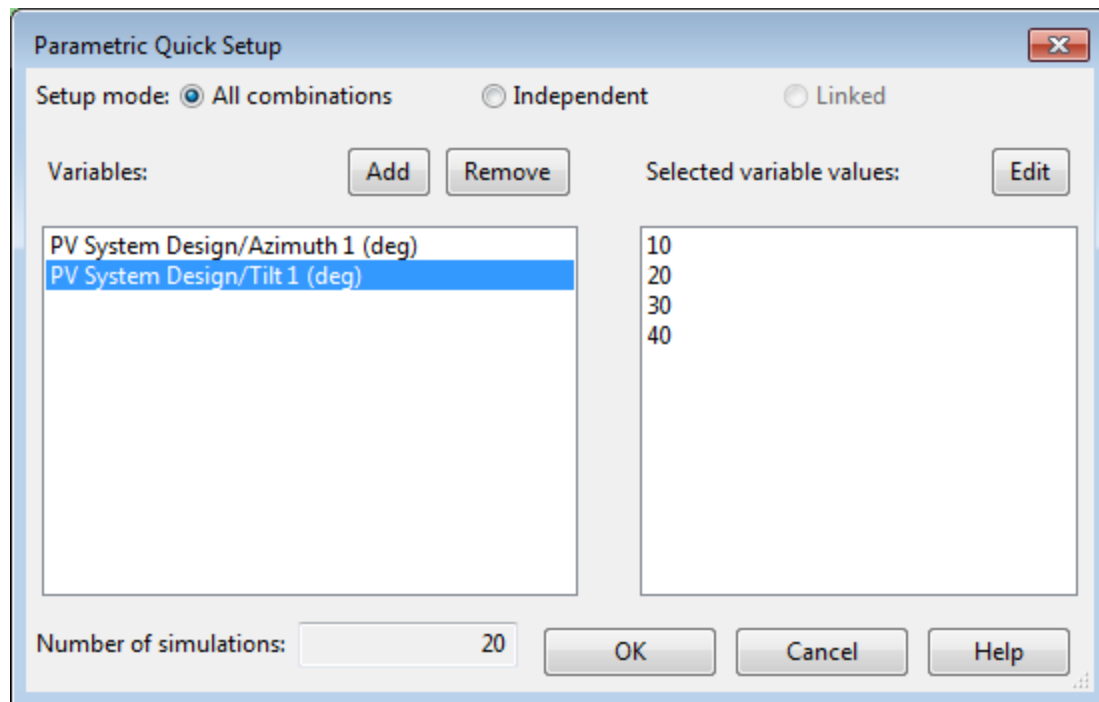 Parametric Quick Setup
Setup mode: All combinations Independent Linked
Variables: Add Remove Selected variable values: Edit
PV System Design/Azimuth 1 (deg)
PV System Design/Tilt 1 (deg)
10
20
30
40
Number of simulations: 20 OK Cancel Help